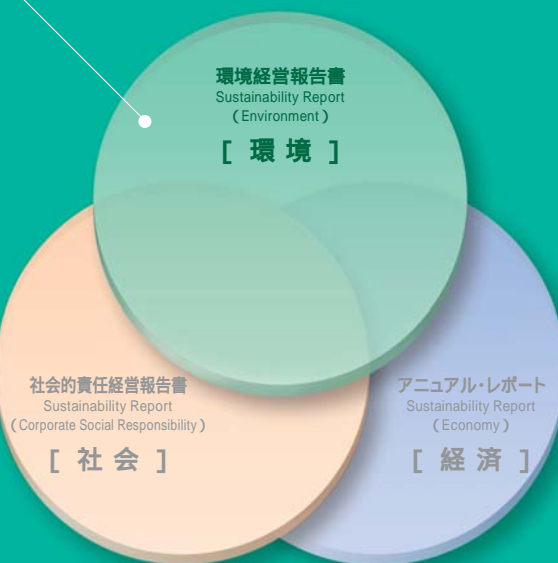 環境経営報告書
Sustainability Report
（Environment）
［ 環 境 ］
社会的責任経営報告書
Sustainability Report
（Corporate Social Responsibility）
［ 社 会 ］
アニュアル・レポート
Sustainability Report
（Economy）
［ 経 済 ］